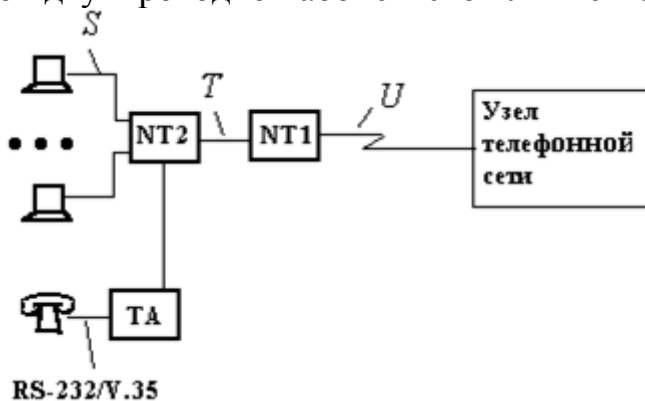 S
T
U
NT2
NT1
Узел
телефонной
сети
TA
RS-232/V.35